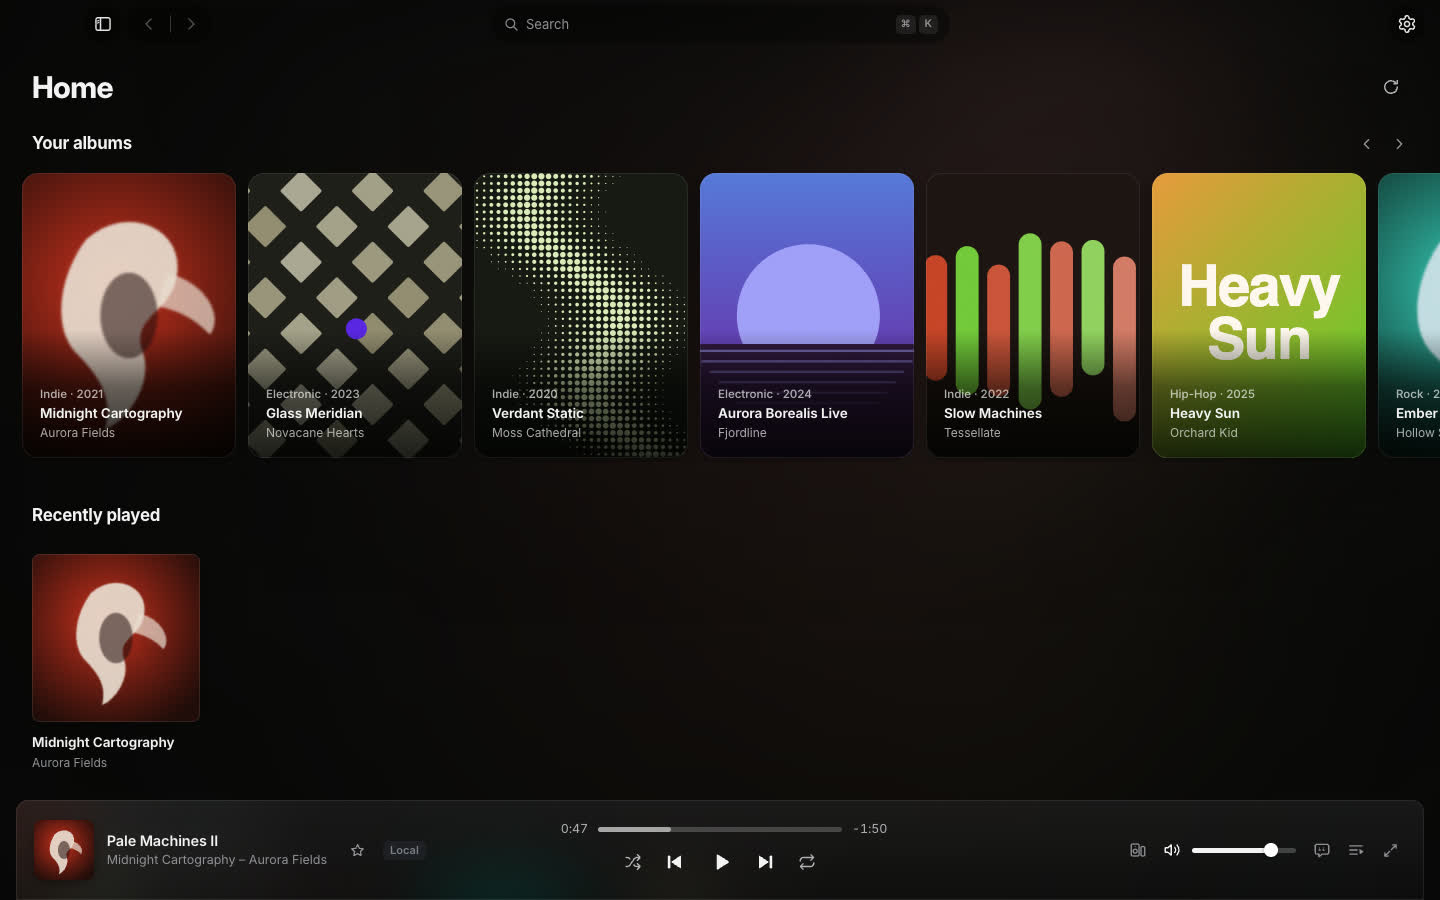 Search
⌘ K
Home
Your albums
Heavy
Sun
Indie · 2021
Midnight Cartography
Aurora Fields
Electronic · 2023
Glass Meridian
Novacane Hearts
Indie · 2020
Verdant Static
Moss Cathedral
Electronic · 2024
Aurora Borealis Live
Fjordline
Indie · 2022
Slow Machines
Tessellate
Hip-Hop · 2025
Heavy Sun
Orchard Kid
Rock · 2
Ember
Hollow
Recently played
Midnight Cartography
Aurora Fields
Pale Machines II
Midnight Cartography – Aurora Fields
Local
0:47
-1:50